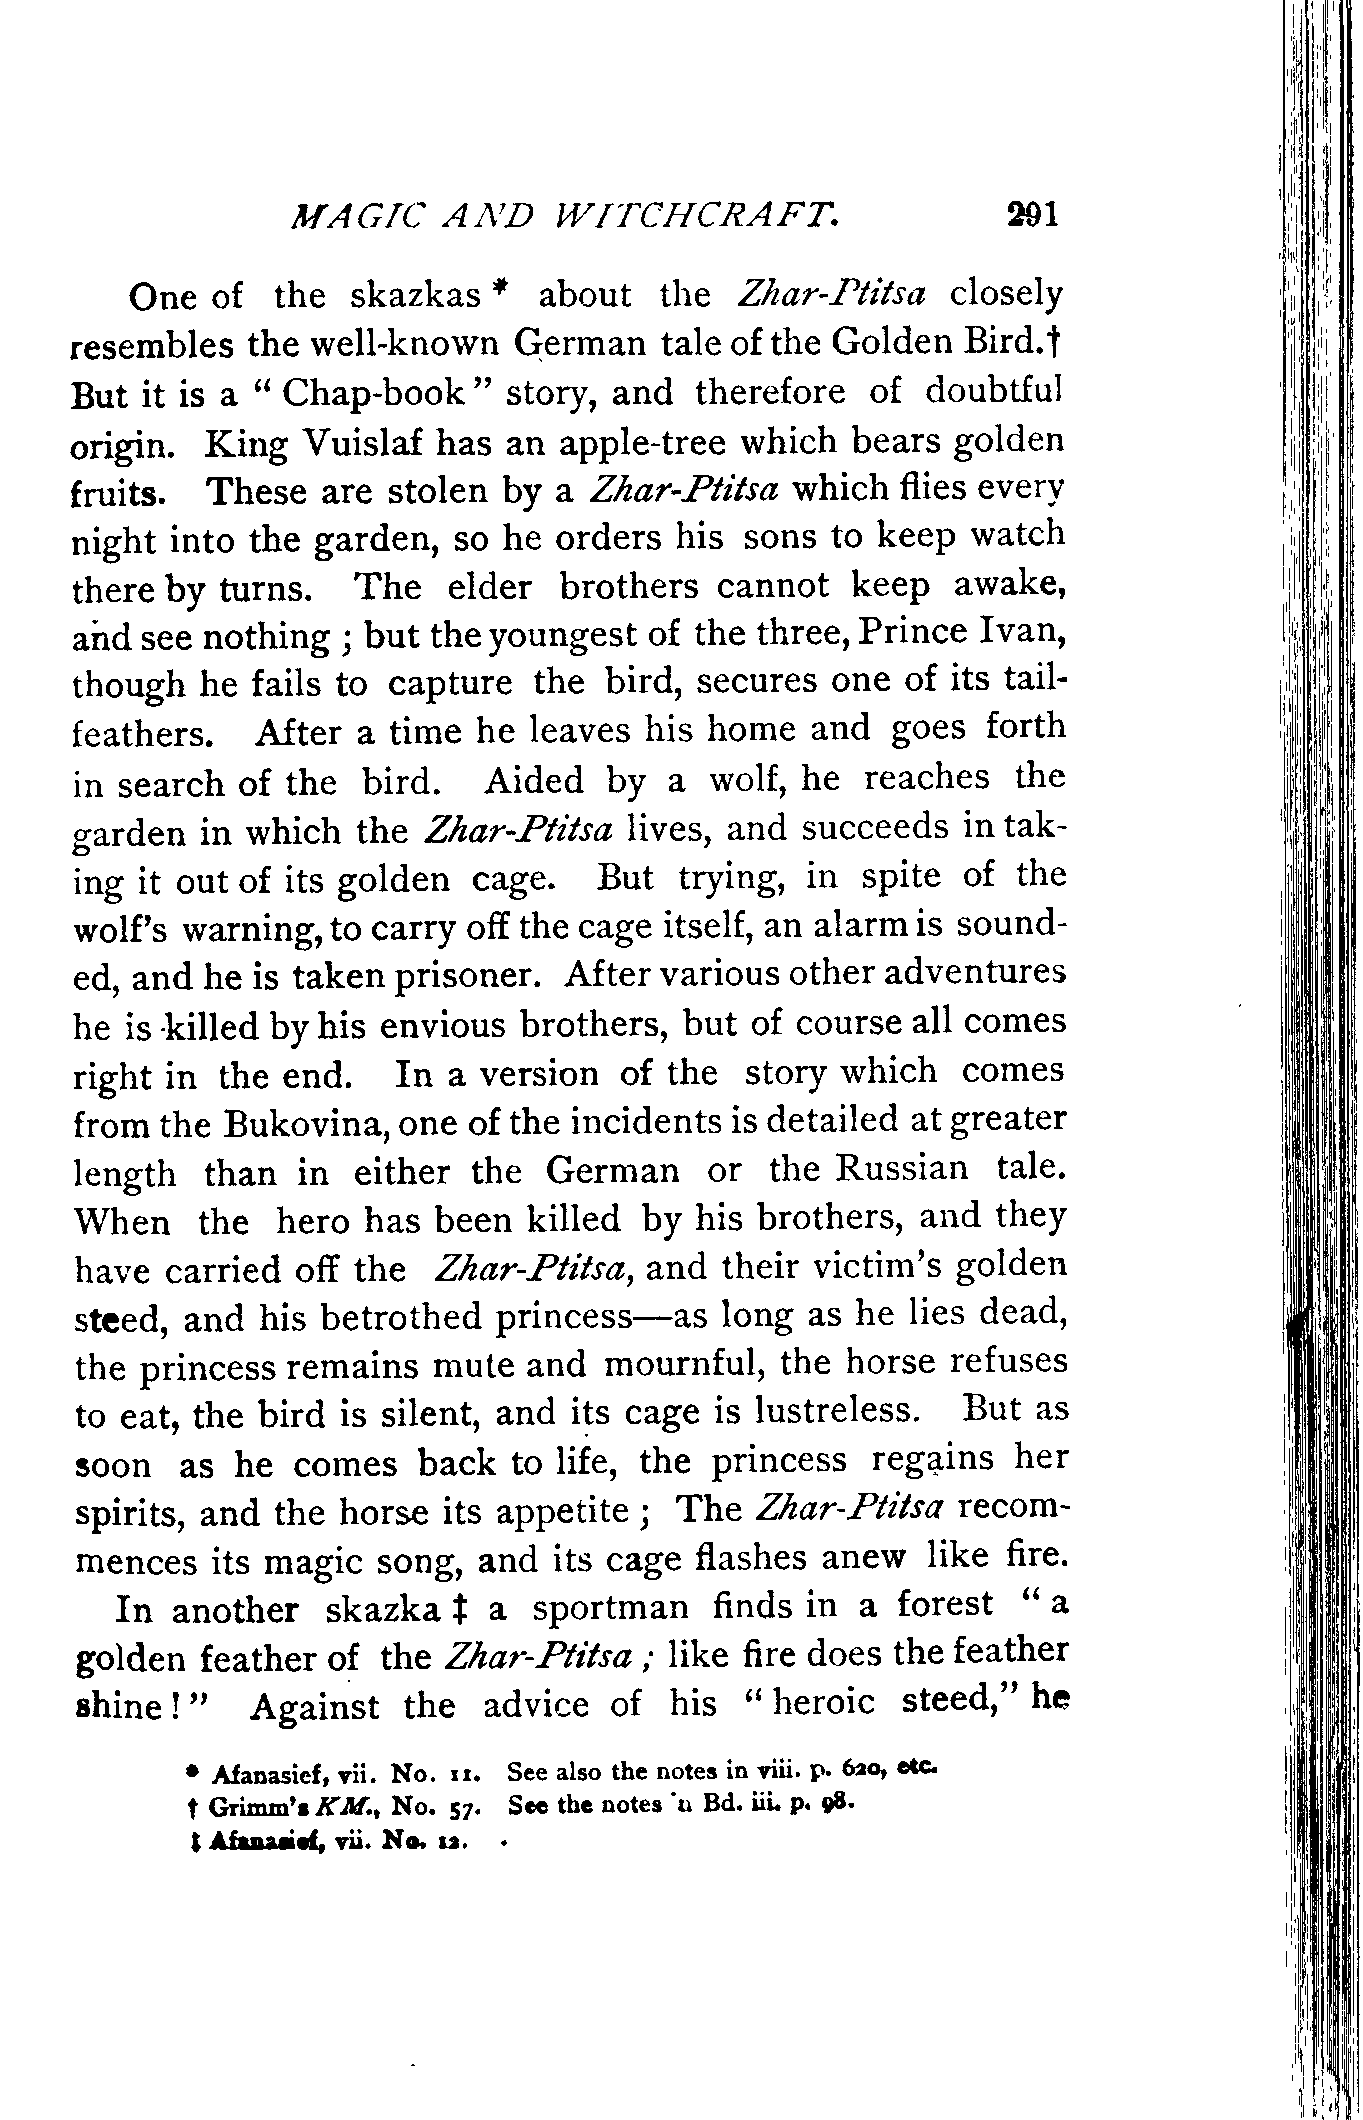 MAGIC AND WITCHCRAFT. 291
One of the skazkas * about the Zhar-Ptitsa closely
resembles the well-known German tale of the Golden Bird.†
But it is a “ Chap-book ” story, and therefore of doubtful
origin. King Vuislaf has an apple-tree which bears golden
fruits. These are stolen by a Zhar-Ptitsa which flies every
night into the garden, so he orders his sons to keep watch
there by turns. The elder brothers cannot keep awake,
and see nothing ; but the youngest of the three, Prince Ivan,
though he fails to capture the bird, secures one of its tail-
feathers. After a time he leaves his home and goes forth
in search of the bird. Aided by a wolf, he reaches the
garden in which the Zhar-Ptitsa lives, and succeeds in tak-
ing it out of its golden cage. But trying, in spite of the
wolf’s warning, to carry off the cage itself, an alarm is sound-
ed, and he is taken prisoner. After various other adventures
he is killed by his envious brothers, but of course all comes
right in the end. In a version of the story which comes
from the Bukovina, one of the incidents is detailed at greater
length than in either the German or the Russian tale.
When the hero has been killed by his brothers, and they
have carried off the Zhar-Ptitsa, and their victim’s golden
steed, and his betrothed princess—as long as he lies dead,
the princess remains mute and mournful, the horse refuses
to eat, the bird is silent, and its cage is lustreless. But as
soon as he comes back to life, the princess regains her
spirits, and the horse its appetite ; The Zhar-Ptitsa recom-
mences its magic song, and its cage flashes anew like fire.
In another skazka ‡ a sportman finds in a forest “ a
golden feather of the Zhar-Ptitsa ; like fire does the feather
shine ! ” Against the advice of his “ heroic steed,” he
* Afanasief, vii. No. 11. See also the notes in viii. p. 620, etc.
† Grimm’s KM., No. 57. See the notes in Bd. iii. p. 98.
‡ Afanasief, vii. No. 12.